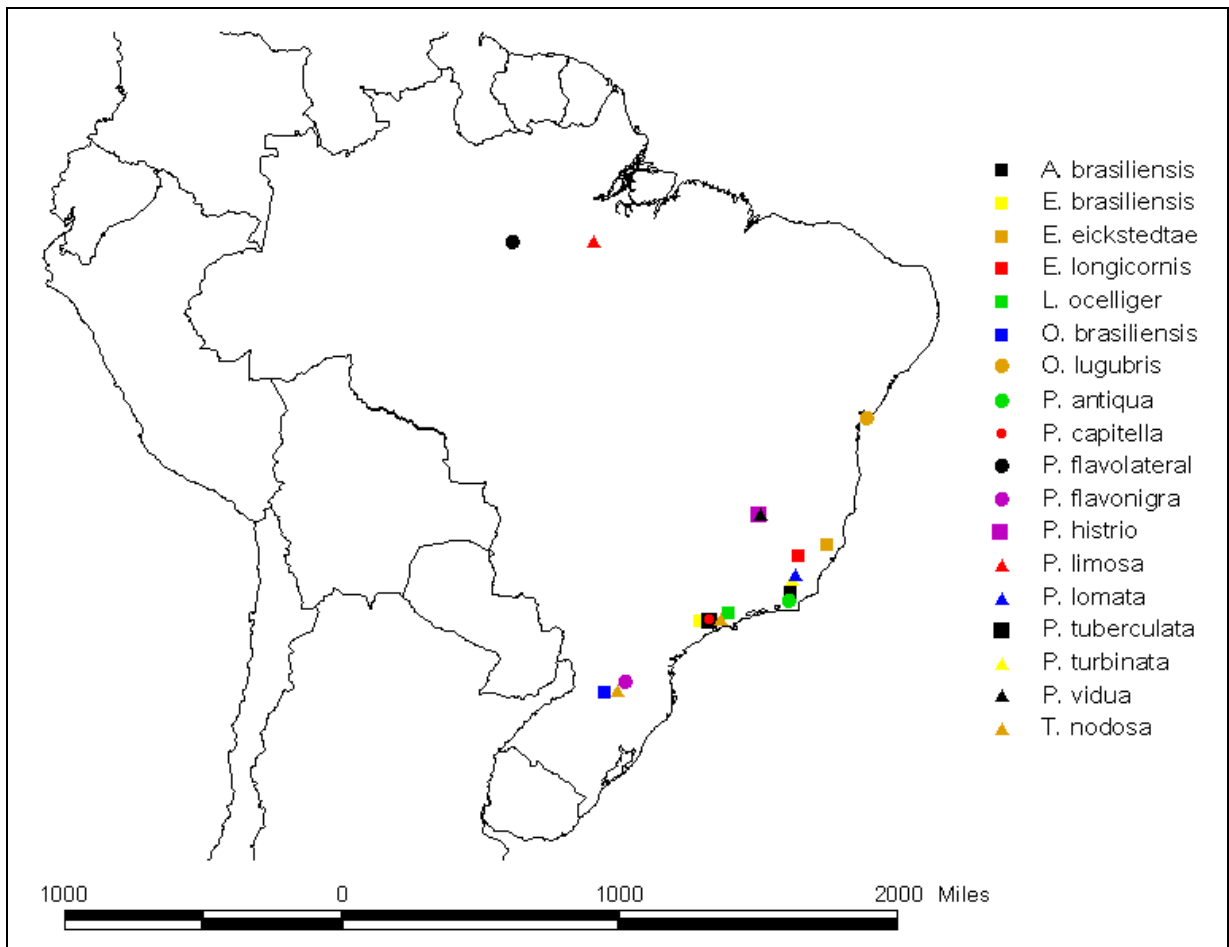 A. brasiliensis
E. brasiliensis
E. eickstedtae
E. longicornis
L. ocelliger
O. brasiliensis
O. lugubris
P. antiqua
P. capitella
P. flavolateral
P. flavonigra
P. histrio
P. limosa
P. lomata
P. tuberculata
P. turbinata
P. vidua
T. nodosa
1000 0 1000 2000 Miles